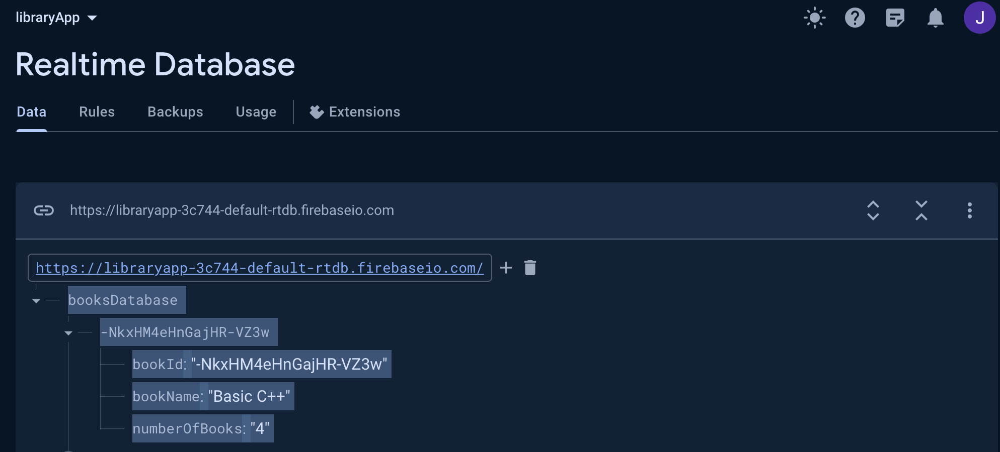 libraryApp
J
Realtime Database
Data Rules Backups Usage Extensions
https://libraryapp-3c744-default-rtdb.firebaseio.com
https://libraryapp-3c744-default-rtdb.firebaseio.com/
booksDatabase
-NkxHM4eHnGajHR-VZ3w
bookId: "-NkxHM4eHnGajHR-VZ3w"
bookName: "Basic C++"
numberOfBooks: "4"